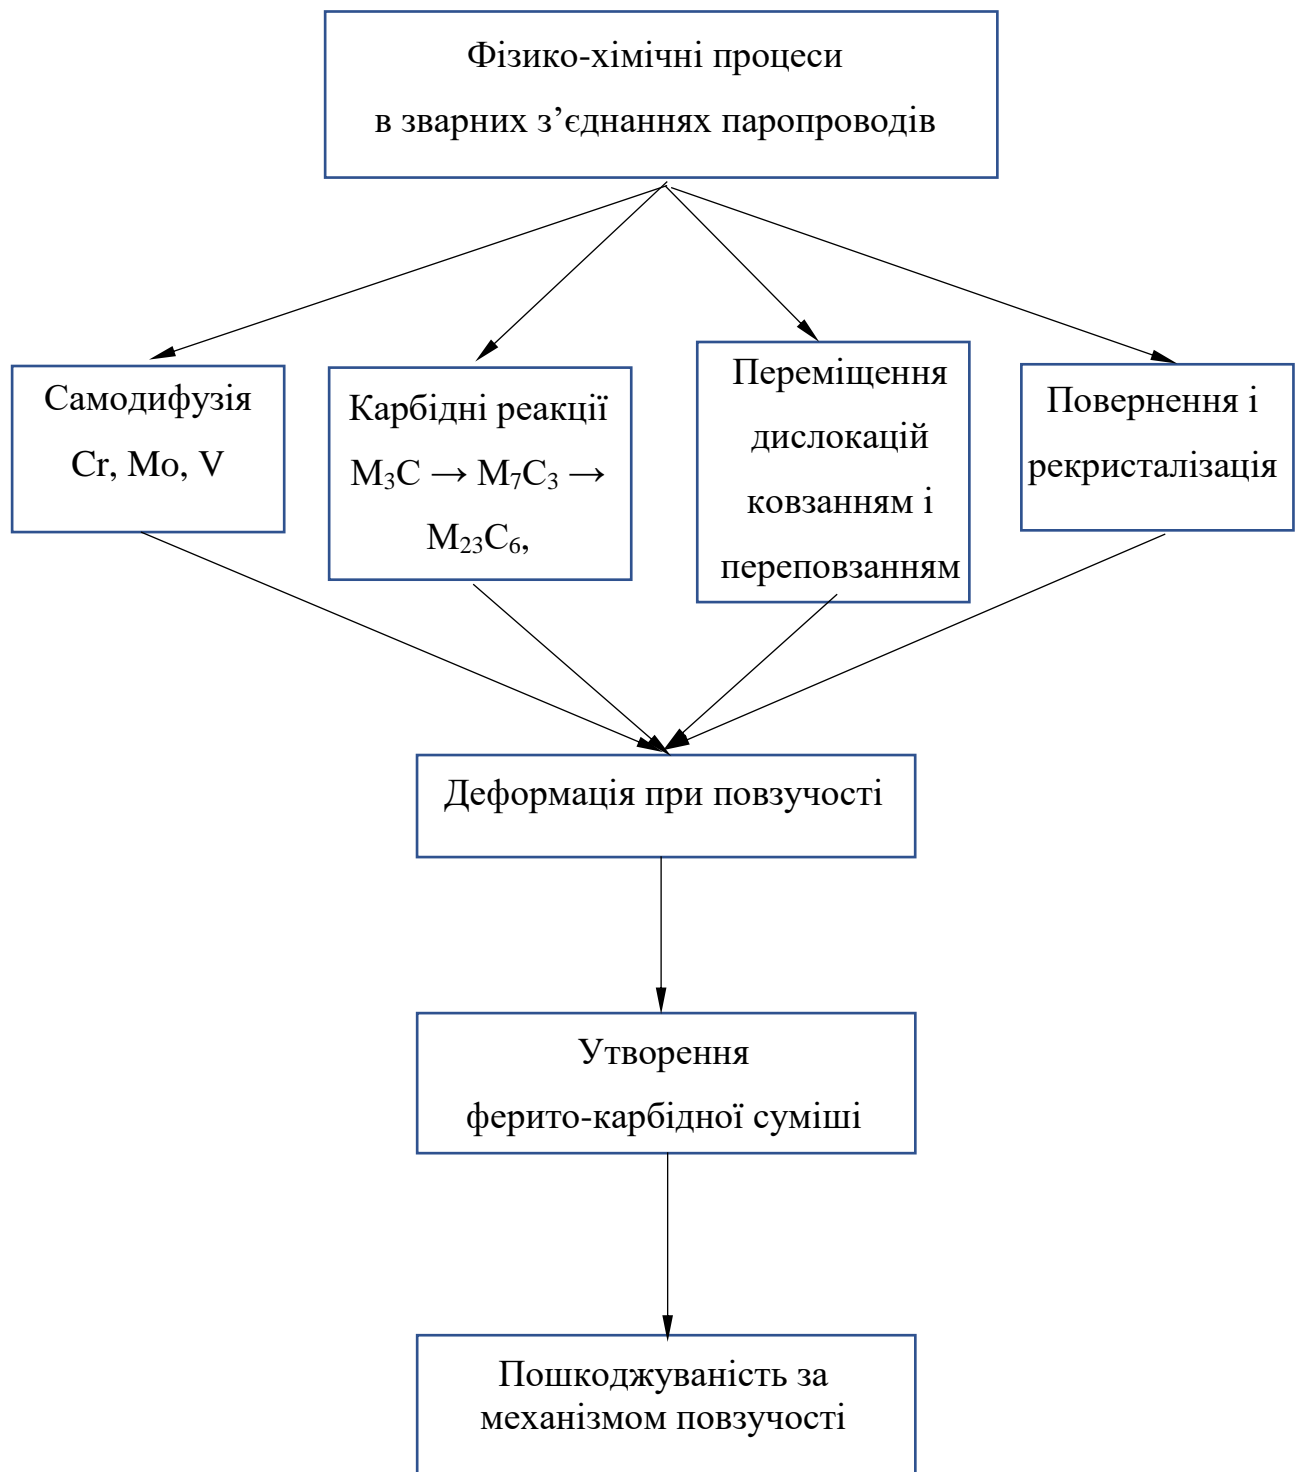 Фізико-хімічні процеси
в зварних з’єднаннях паропроводів
Самодифузія
Cr, Mo, V
Карбідні реакції
M₃C → M₇C₃ →
M₂₃C₆,
Переміщення
дислокацій
ковзанням і
переповзанням
Повернення і
рекристалізація
Деформація при повзучості
Утворення
ферито-карбідної суміші
Пошкоджуваність за
механізмом повзучості